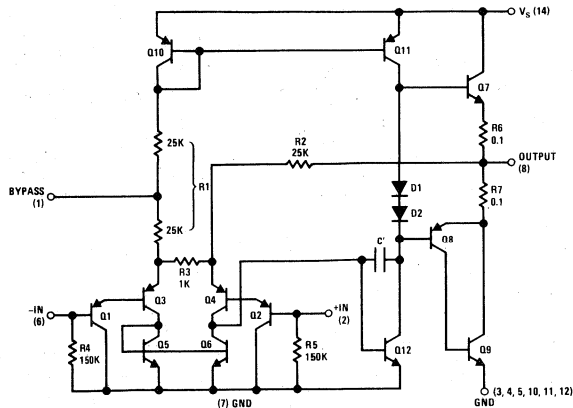 V_S (14)
Q10
Q11
Q7
R6
0.1
25K
R1
R2
25K
OUTPUT
(8)
BYPASS
(1)
25K
D1
D2
R7
0.1
Q8
C'
R3
1K
Q3
Q4
-IN
(6)
Q1
Q2
+IN
(2)
R4
150K
Q5
Q6
R5
150K
Q12
Q9
(7) GND
(3, 4, 5, 10, 11, 12)
GND